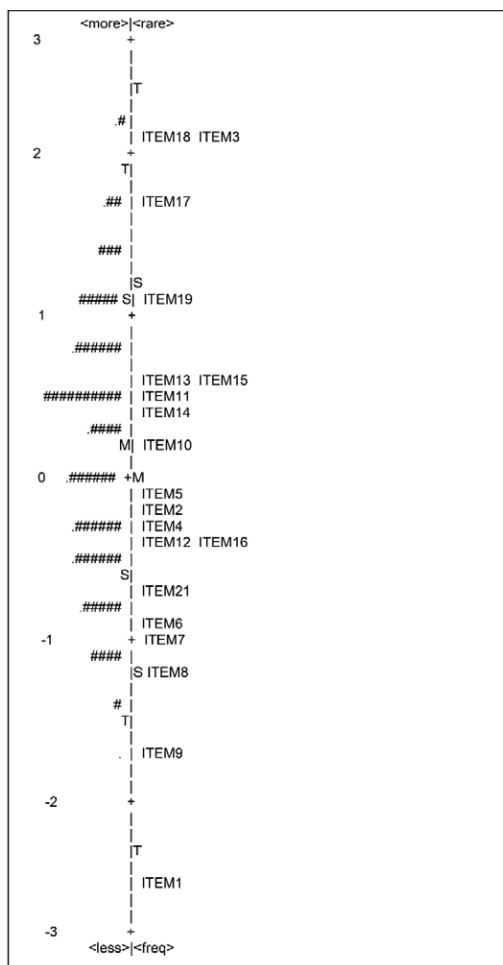 <more>|<rare>
3 +
|
|
|T
|
.# |
| ITEM18 ITEM3
2 +
T|
|
.## | ITEM17
|
|
### |
|
|S
##### S| ITEM19
1 +
|
.###### |
|
| ITEM13 ITEM15
########## | ITEM11
| ITEM14
.#### |
M| ITEM10
|
0 .###### +M
| ITEM5
| ITEM2
.###### | ITEM4
| ITEM12 ITEM16
.###### |
S|
| ITEM21
.##### |
| ITEM6
-1 + ITEM7
#### |
|S ITEM8
|
# |
T|
|
. | ITEM9
|
|
-2 +
|
|
|T
|
| ITEM1
|
|
-3 +
<less>|<freq>